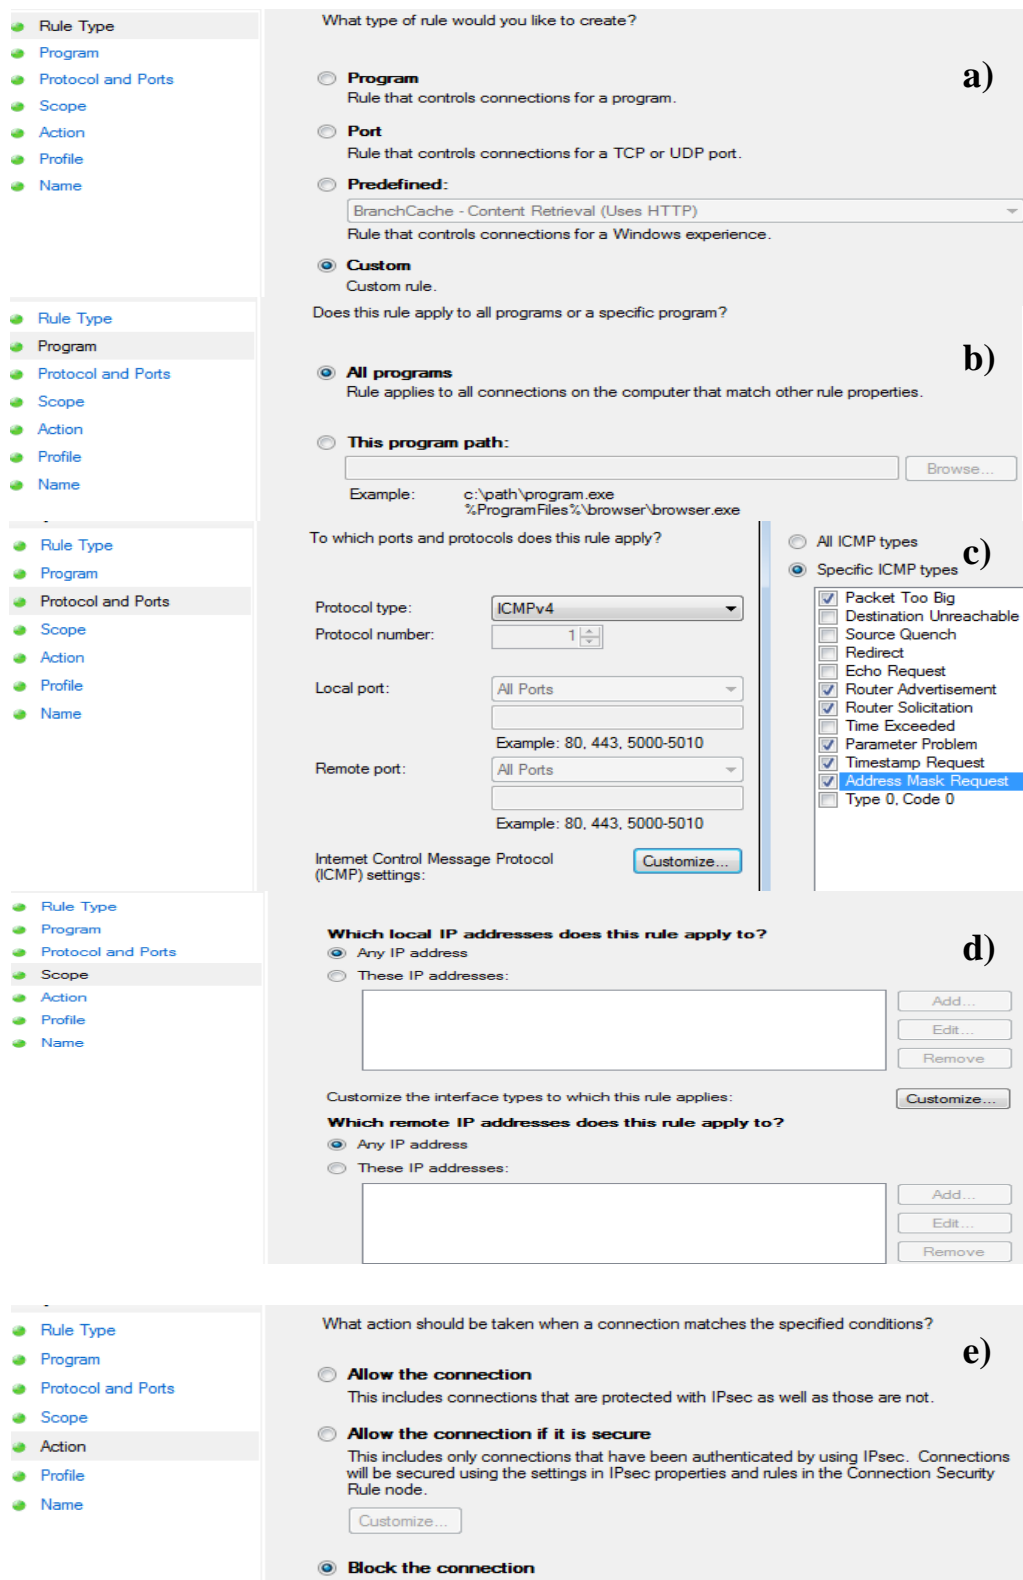 Rule Type
Program
Protocol and Ports
Scope
Action
Profile
Name
What type of rule would you like to create?
a)
Program
Rule that controls connections for a program.
Port
Rule that controls connections for a TCP or UDP port.
Predefined:
BranchCache - Content Retrieval (Uses HTTP)
Rule that controls connections for a Windows experience.
Custom
Custom rule.
Rule Type
Program
Protocol and Ports
Scope
Action
Profile
Name
Does this rule apply to all programs or a specific program?
b)
All programs
Rule applies to all connections on the computer that match other rule properties.
This program path:
Browse...
Example: c:\path\program.exe
%ProgramFiles%\browser\browser.exe
Rule Type
Program
Protocol and Ports
Scope
Action
Profile
Name
To which ports and protocols does this rule apply?
Protocol type: ICMPv4
Protocol number: 1
Local port: All Ports
Example: 80, 443, 5000-5010
Remote port: All Ports
Example: 80, 443, 5000-5010
Internet Control Message Protocol
(ICMP) settings:
Customize...
All ICMP types
c)
Specific ICMP types
Packet Too Big
Destination Unreachable
Source Quench
Redirect
Echo Request
Router Advertisement
Router Solicitation
Time Exceeded
Parameter Problem
Timestamp Request
Address Mask Request
Type 0, Code 0
Rule Type
Program
Protocol and Ports
Scope
Action
Profile
Name
Which local IP addresses does this rule apply to?
d)
Any IP address
These IP addresses:
Add...
Edit...
Remove
Customize the interface types to which this rule applies:
Customize...
Which remote IP addresses does this rule apply to?
Any IP address
These IP addresses:
Add...
Edit...
Remove
Rule Type
Program
Protocol and Ports
Scope
Action
Profile
Name
What action should be taken when a connection matches the specified conditions?
e)
Allow the connection
This includes connections that are protected with IPsec as well as those are not.
Allow the connection if it is secure
This includes only connections that have been authenticated by using IPsec. Connections
will be secured using the settings in IPsec properties and rules in the Connection Security
Rule node.
Customize...
Block the connection